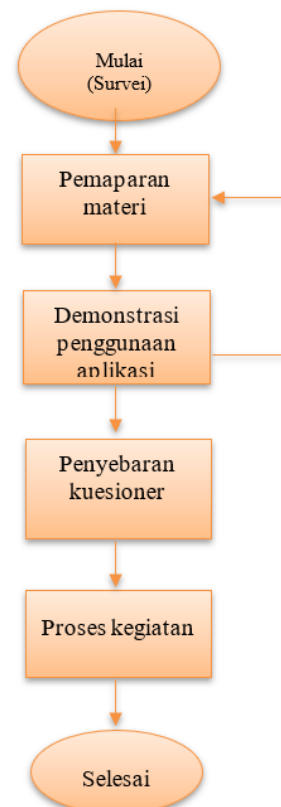 Mulai
(Survei)
Pemaparan
materi
Demonstrasi
penggunaan
aplikasi
Penyebaran
kuesioner
Proses kegiatan
Selesai